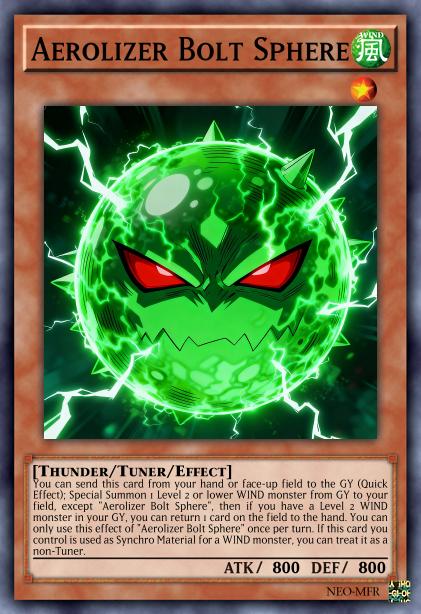 AEROLIZER BOLT SPHERE
WIND
風
[THUNDER/TUNER/EFFECT]
You can send this card from your hand or face-up field to the GY (Quick
Effect); Special Summon 1 Level 2 or lower WIND monster from GY to your
field, except "Aerolizer Bolt Sphere", then if you have a Level 2 WIND
monster in your GY, you can return 1 card on the field to the hand. You can
only use this effect of "Aerolizer Bolt Sphere" once per turn. If this card you
control is used as Synchro Material for a WIND monster, you can treat it as a
non-Tuner.
ATK/ 800 DEF/ 800
NEO-MFR